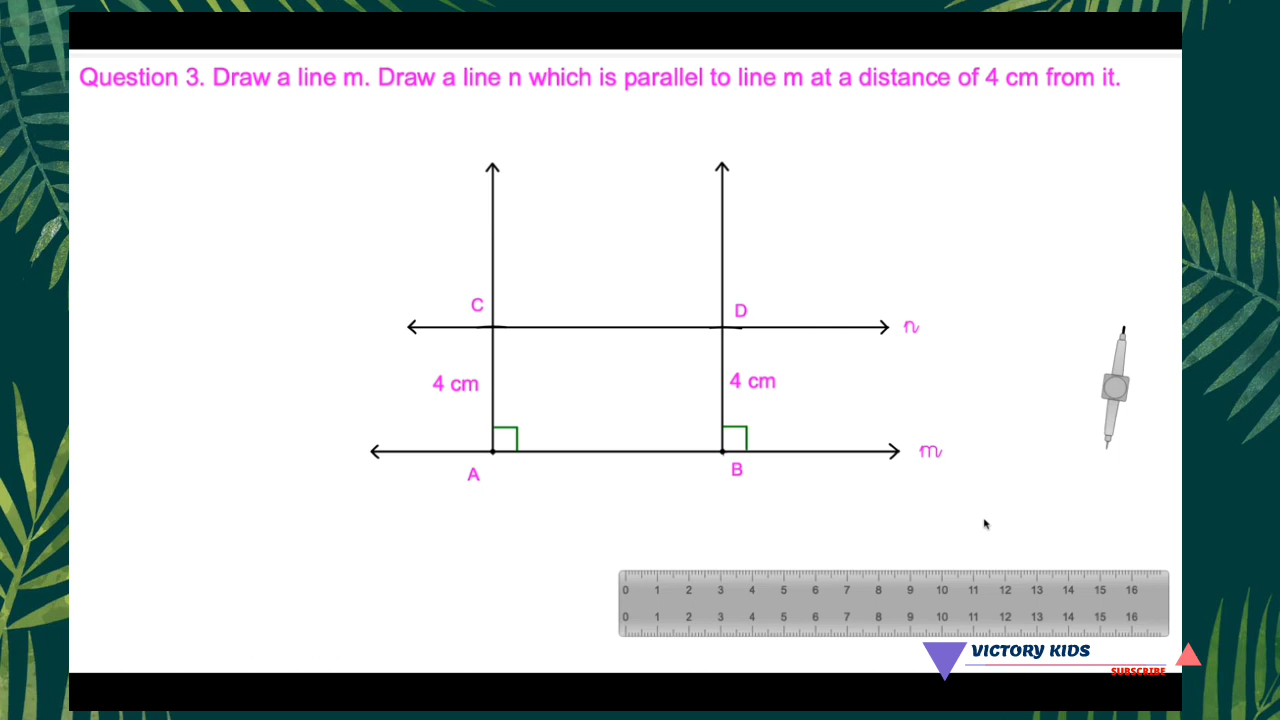 Question 3. Draw a line m. Draw a line n which is parallel to line m at a distance of 4 cm from it.
C
D
n
4 cm
4 cm
m
A
B
0 1 2 3 4 5 6 7 8 9 10 11 12 13 14 15 16
0 1 2 3 4 5 6 7 8 9 10 11 12 13 14 15 16
VICTORY KIDS
SUBSCRIBE